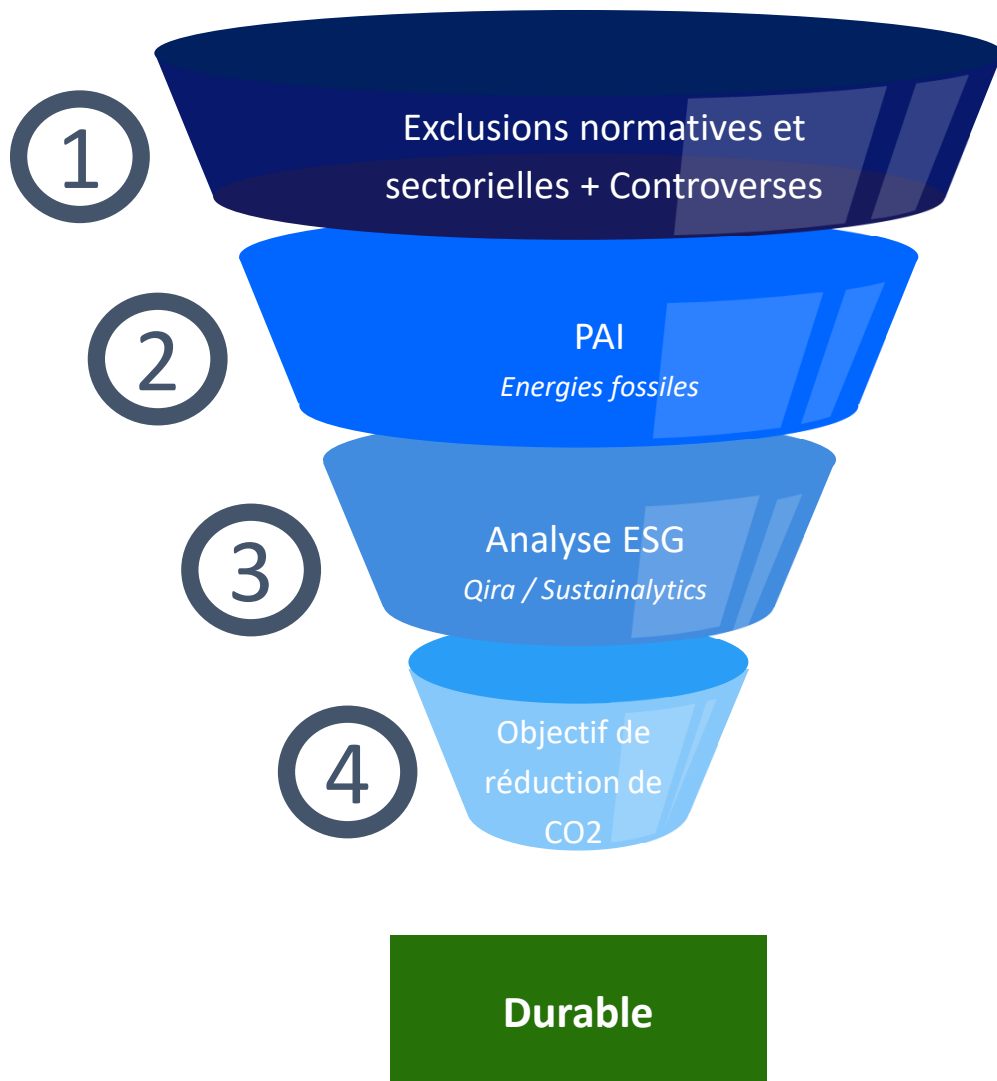 1
Exclusions normatives et
sectorielles + Controverses
2
PAI
Energies fossiles
3
Analyse ESG
Qira / Sustainalytics
4
Objectif de
réduction de
CO2
Durable